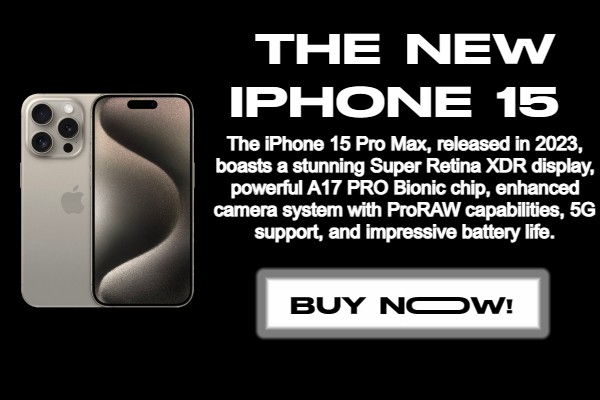 THE NEW
IPHONE 15
The iPhone 15 Pro Max, released in 2023,
boasts a stunning Super Retina XDR display,
powerful A17 PRO Bionic chip, enhanced
camera system with ProRAW capabilities, 5G
support, and impressive battery life.
BUY NOW!